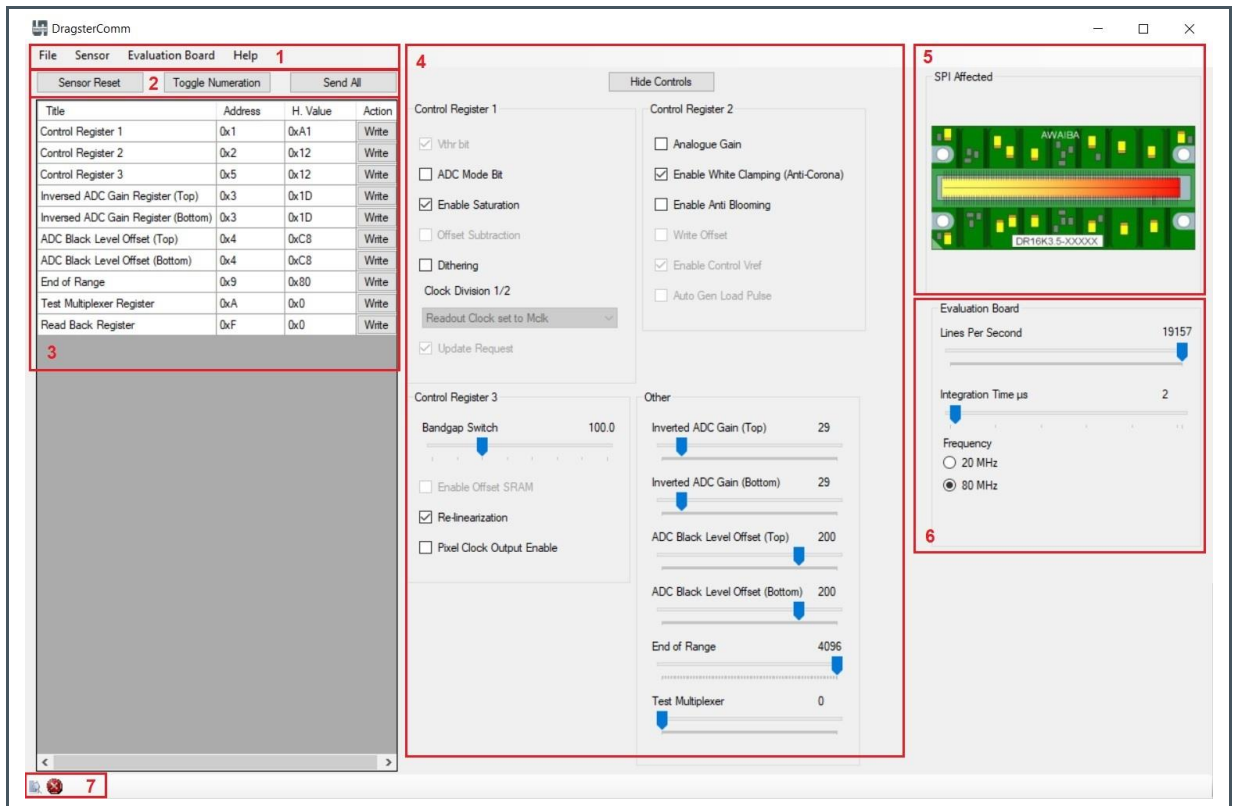 DragsterComm
File Sensor Evaluation Board Help 1
Sensor Reset 2 Toggle Numeration Send All
Title Address H. Value Action
Control Register 1 0x1 0xA1 Write
Control Register 2 0x2 0x12 Write
Control Register 3 0x5 0x12 Write
Inversed ADC Gain Register (Top) 0x3 0x1D Write
Inversed ADC Gain Register (Bottom) 0x3 0x1D Write
ADC Black Level Offset (Top) 0x4 0xC8 Write
ADC Black Level Offset (Bottom) 0x4 0xC8 Write
End of Range 0x9 0x80 Write
Test Multiplexer Register 0xA 0x0 Write
Read Back Register 0xF 0x0 Write
3
4
Hide Controls
Control Register 1
Vthr bit
ADC Mode Bit
Enable Saturation
Offset Subtraction
Dithering
Clock Division 1/2
Readout Clock set to Mclk
Update Request
Control Register 2
Analogue Gain
Enable White Clamping (Anti-Corona)
Enable Anti Blooming
Write Offset
Enable Control Vref
Auto Gen Load Pulse
Control Register 3
Bandgap Switch 100.0
Enable Offset SRAM
Re-linearization
Pixel Clock Output Enable
Other
Inverted ADC Gain (Top) 29
Inverted ADC Gain (Bottom) 29
ADC Black Level Offset (Top) 200
ADC Black Level Offset (Bottom) 200
End of Range 4096
Test Multiplexer 0
5
SPI Affected
AWAIBA
DR16K3.5-XXXXX
Evaluation Board
Lines Per Second 19157
Integration Time µs 2
Frequency
20 MHz
80 MHz
6
7